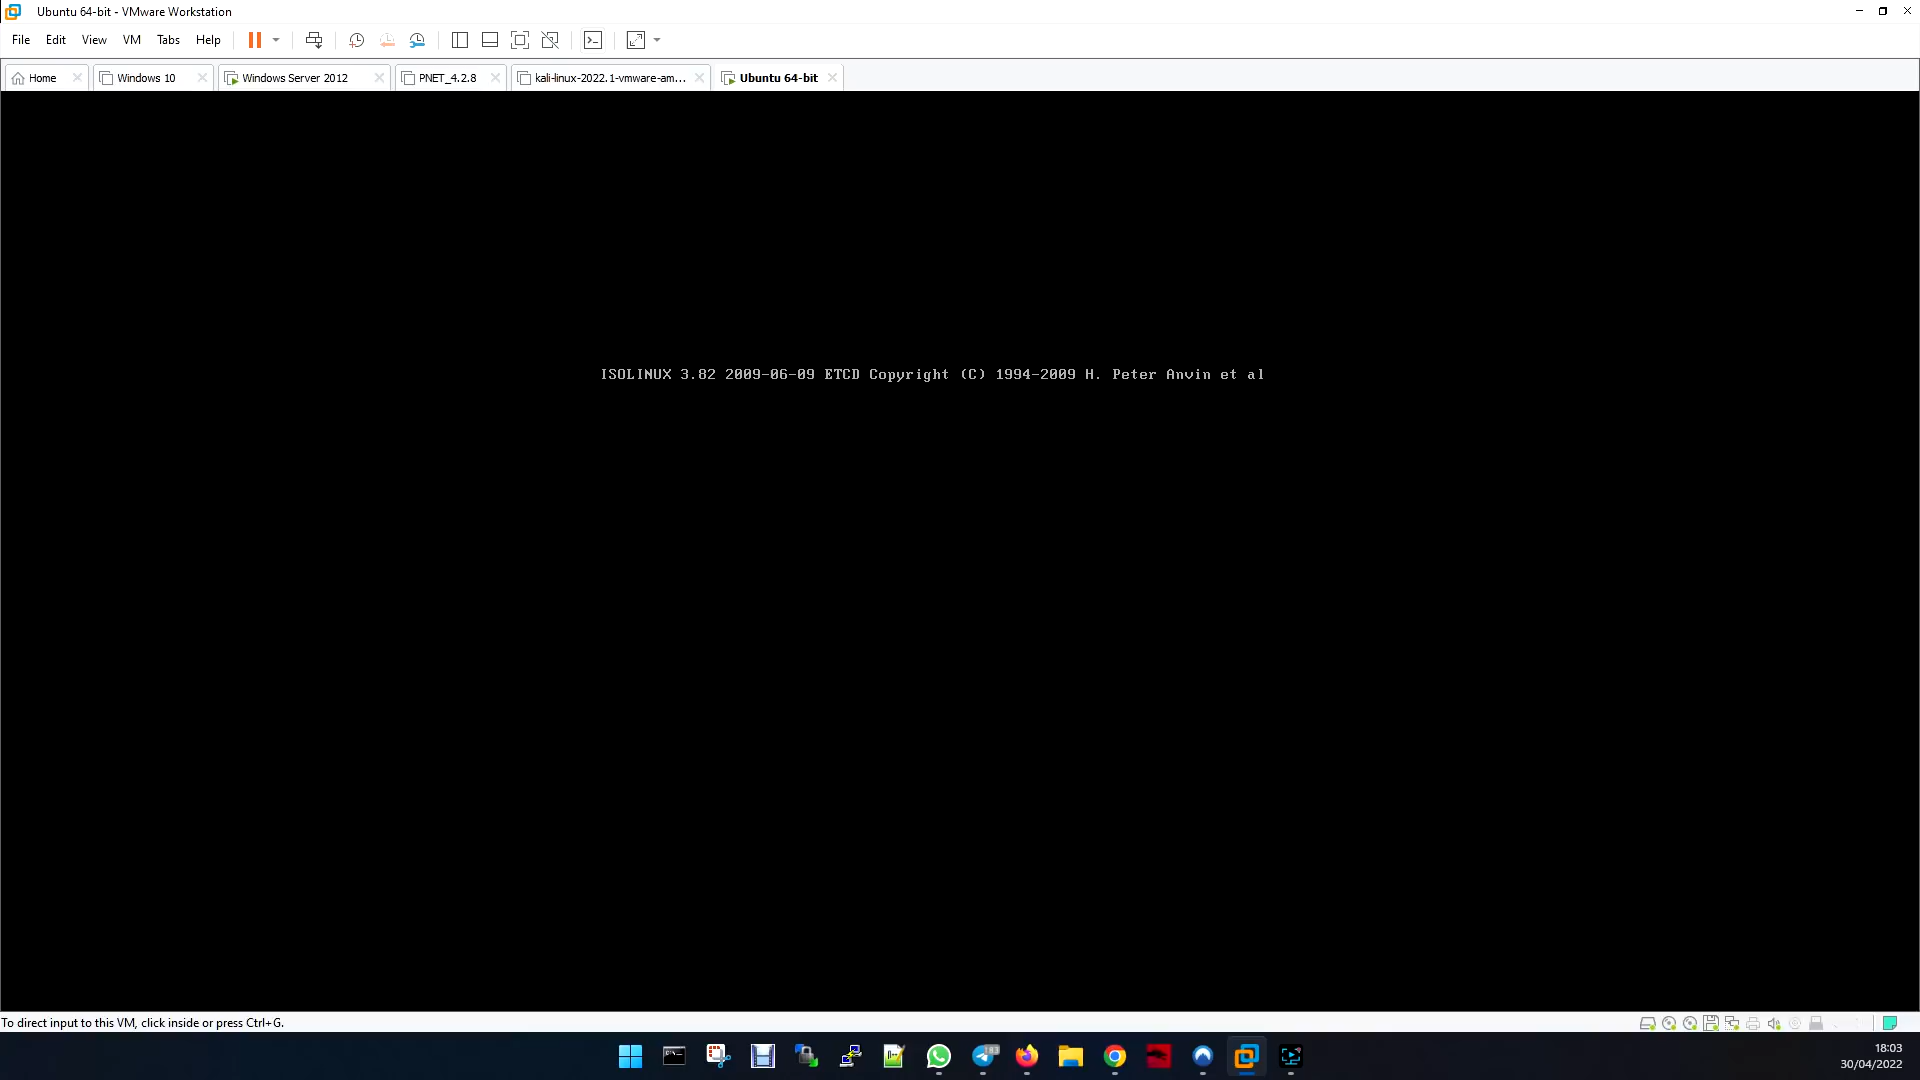 Ubuntu 64-bit - VMware Workstation
File Edit View VM Tabs Help
Home Windows 10 Windows Server 2012 PNET_4.2.8 kali-linux-2022.1-vmware-am... Ubuntu 64-bit
ISOLINUX 3.82 2009-06-09 ETCD Copyright (C) 1994-2009 H. Peter Anvin et al
To direct input to this VM, click inside or press Ctrl+G.
18:03
30/04/2022